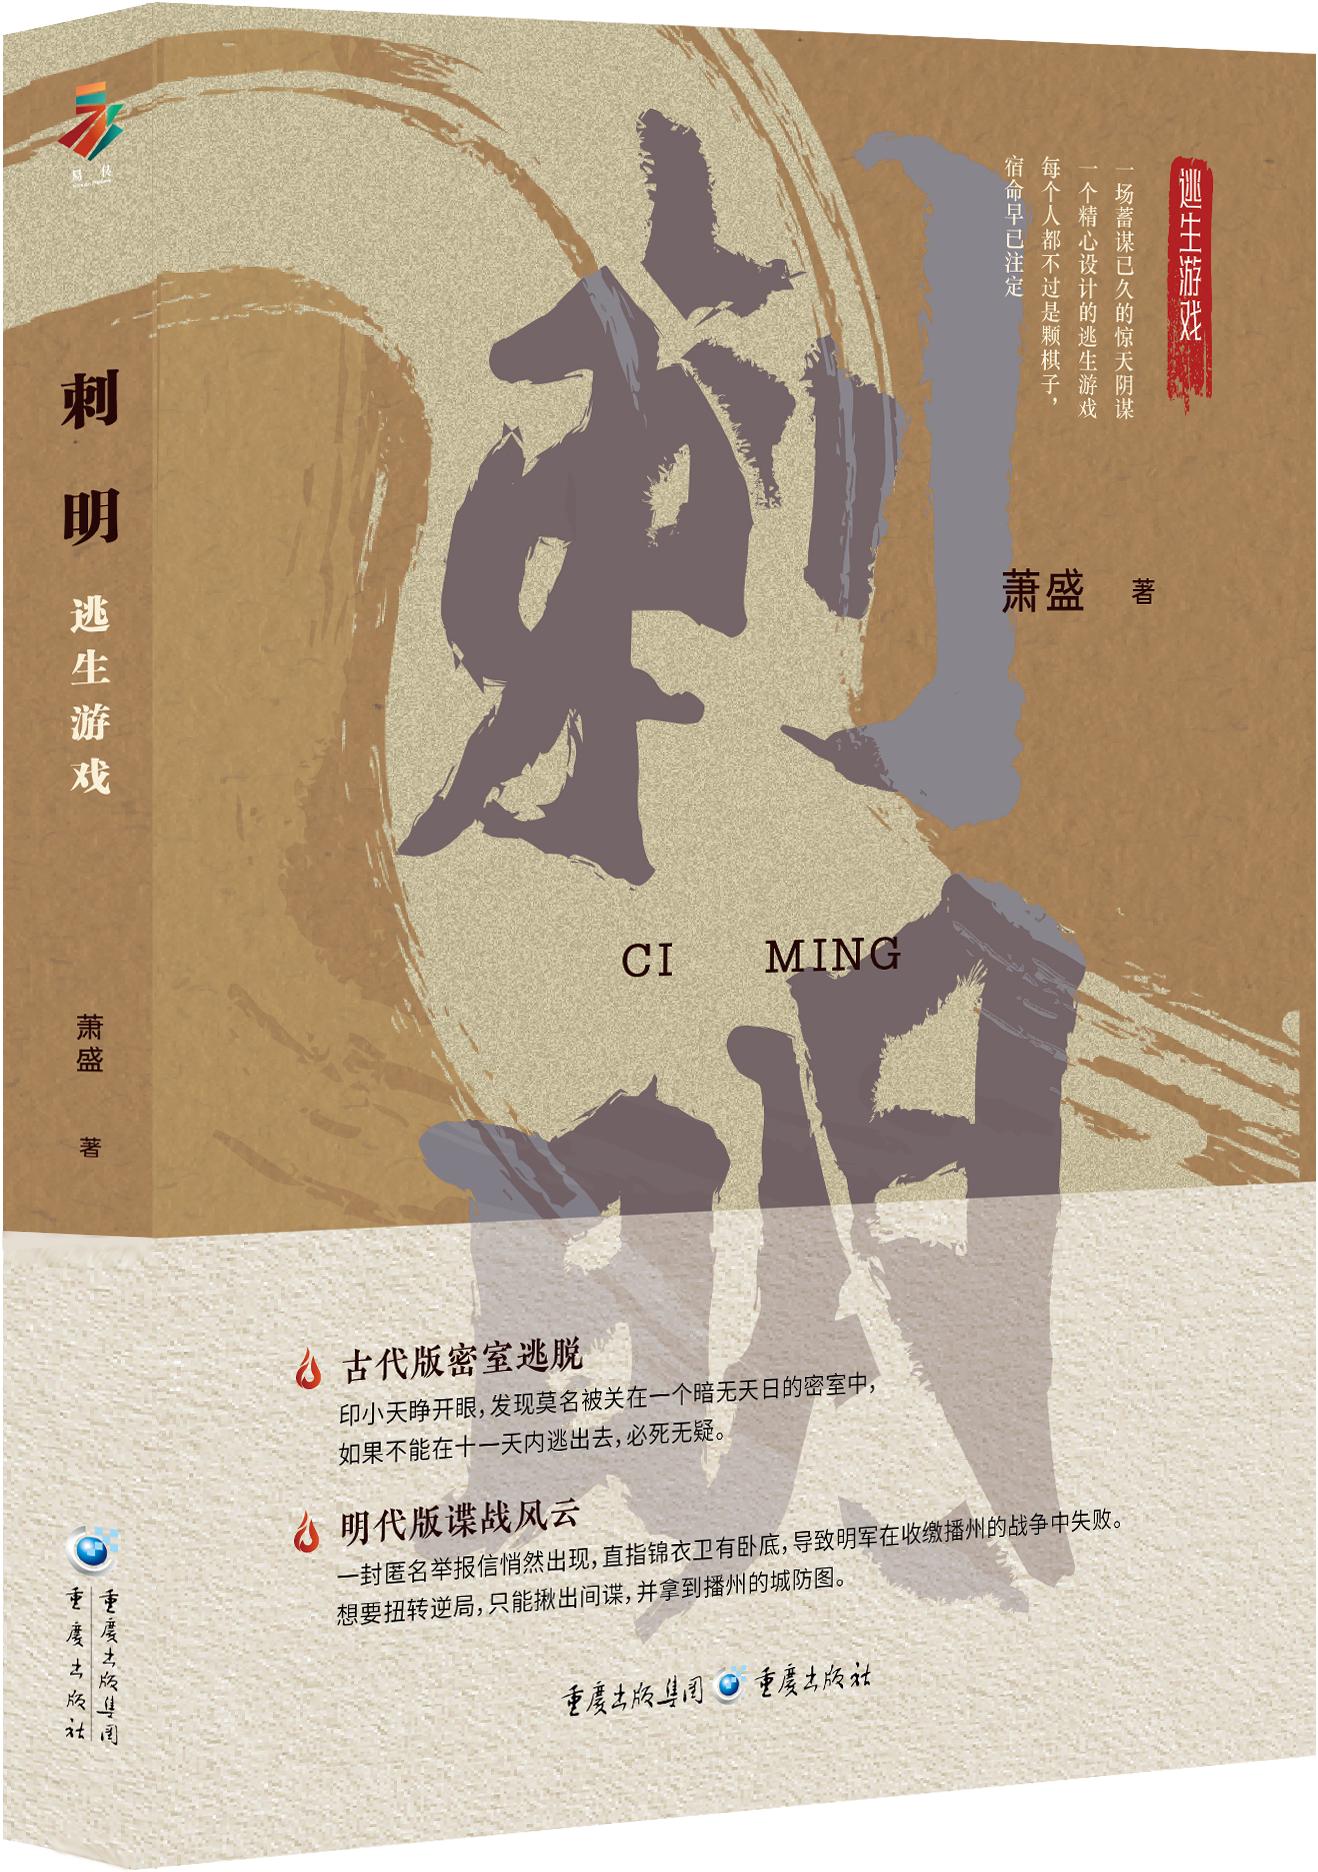 易 传
刺明
逃生游戏
萧盛 著
重庆出版集团
重庆出版社
逃生游戏
一场蓄谋已久的惊天阴谋
一个精心设计的逃生游戏
每个人都不过是颗棋子，
宿命早已注定
刺明
萧盛 著
CI MING
古代版密室逃脱
印小天睁开眼，发现莫名被关在一个暗无天日的密室中，
如果不能在十一天内逃出去，必死无疑。
明代版谍战风云
一封匿名举报信悄然出现，直指锦衣卫有卧底，导致明军在收缴播州的战争中失败。
想要扭转逆局，只能揪出间谍，并拿到播州的城防图。
重庆出版集团 重庆出版社